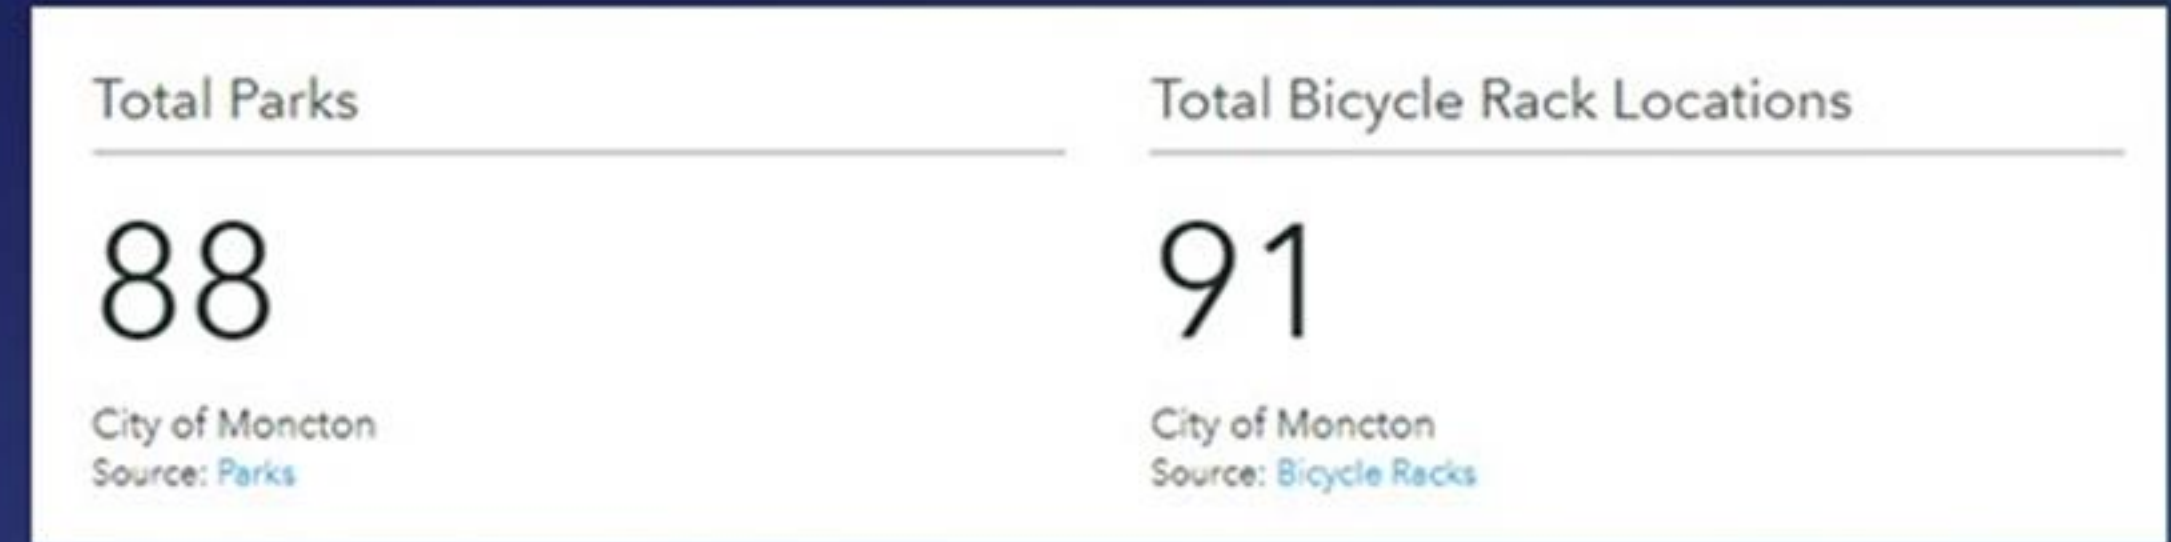 Total Parks
88
City of Moncton
Source: Parks
Total Bicycle Rack Locations
91
City of Moncton
Source: Bicycle Racks